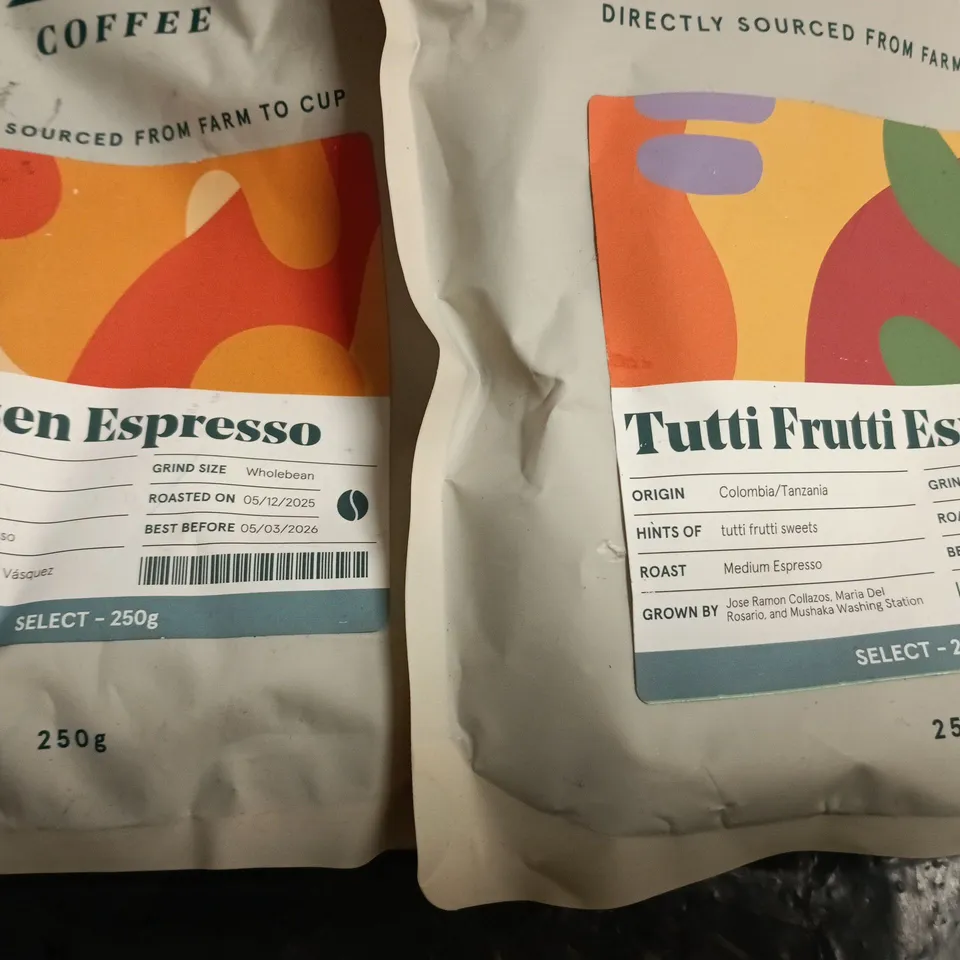 COFFEE
SOURCED FROM FARM TO CUP
en Espresso
GRIND SIZE Wholebean
ROASTED ON 05/12/2025
BEST BEFORE 05/03/2026
so
Vásquez
SELECT - 250g
250g
DIRECTLY SOURCED FROM FARM
Tutti Frutti Es
ORIGIN Colombia/Tanzania
HINTS OF tutti frutti sweets
ROAST Medium Espresso
GROWN BY Jose Ramon Collazos, Maria Del
Rosario, and Mushaka Washing Station
GRIN
RO
BE
SELECT - 2
25